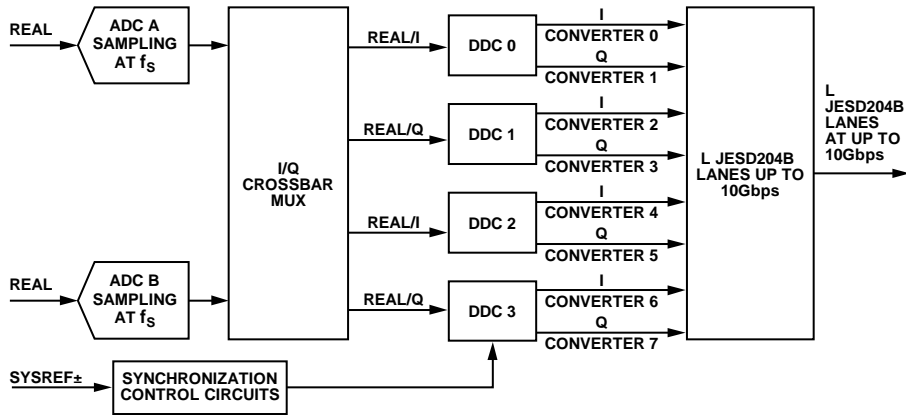 REAL
ADC A
SAMPLING
AT fS
I/Q
CROSSBAR
MUX
REAL/I
DDC 0
I
CONVERTER 0
Q
CONVERTER 1
REAL/Q
DDC 1
I
CONVERTER 2
Q
CONVERTER 3
REAL/I
DDC 2
I
CONVERTER 4
Q
CONVERTER 5
REAL
ADC B
SAMPLING
AT fS
REAL/Q
DDC 3
I
CONVERTER 6
Q
CONVERTER 7
L JESD204B
LANES UP TO
10Gbps
L
JESD204B
LANES
AT UP TO
10Gbps
SYSREF±
SYNCHRONIZATION
CONTROL CIRCUITS